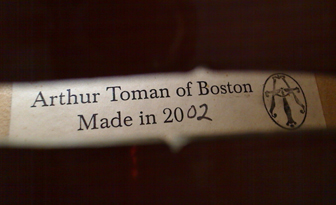 Arthur Toman of Boston
Made in 2002